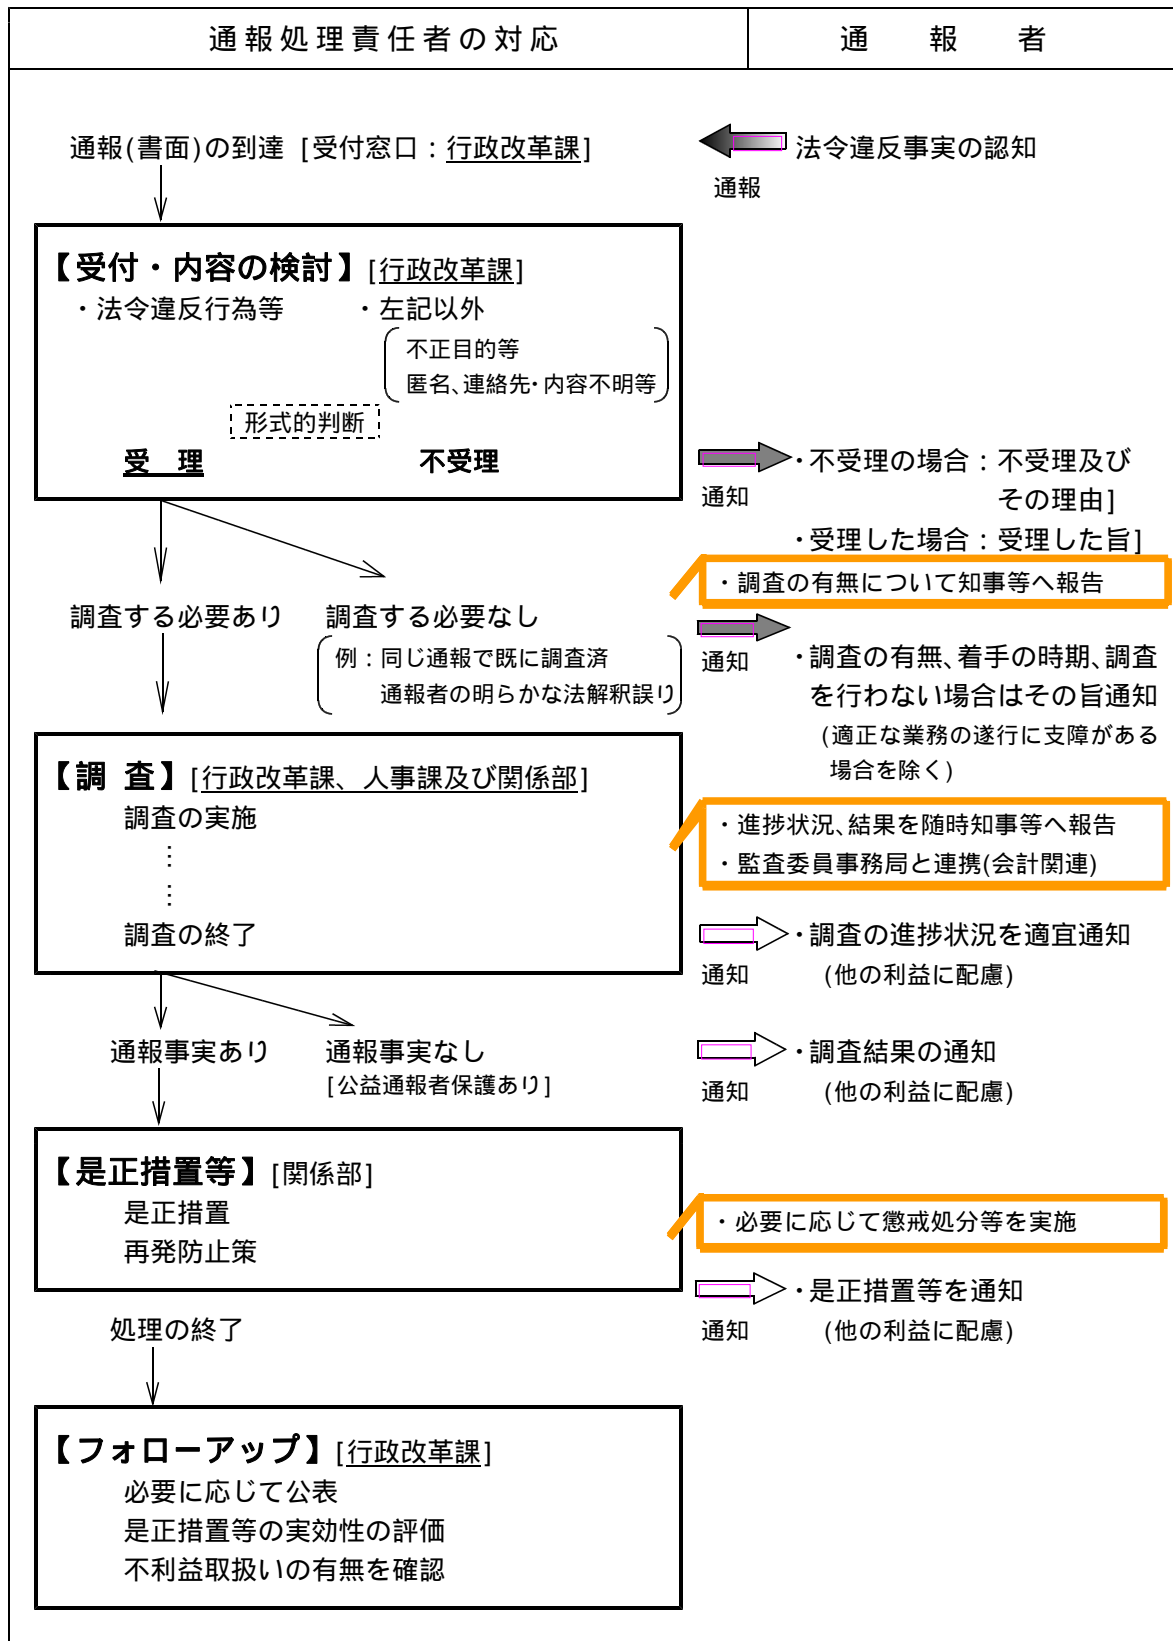 通報処理責任者の対応
通　報　者
通報(書面)の到達 [受付窓口：行政改革課]
法令違反事実の認知
通報
【受付・内容の検討】[行政改革課]
・法令違反行為等　・左記以外
不正目的等
匿名、連絡先・内容不明等
形式的判断
受　理　不受理
・不受理の場合：不受理及び
通知
その理由]
・受理した場合：受理した旨]
・調査の有無について知事等へ報告
調査する必要あり　調査する必要なし
例：同じ通報で既に調査済
通報者の明らかな法解釈誤り
通知
・調査の有無、着手の時期、調査
を行わない場合はその旨通知
(適正な業務の遂行に支障がある
場合を除く)
【調 査】[行政改革課、人事課及び関係部]
調査の実施
⋮
⋮
調査の終了
・進捗状況、結果を随時知事等へ報告
・監査委員事務局と連携(会計関連)
・調査の進捗状況を適宜通知
通知
(他の利益に配慮)
通報事実あり　通報事実なし
[公益通報者保護あり]
・調査結果の通知
通知
(他の利益に配慮)
【是正措置等】[関係部]
是正措置
再発防止策
・必要に応じて懲戒処分等を実施
・是正措置等を通知
通知
(他の利益に配慮)
処理の終了
【フォローアップ】[行政改革課]
必要に応じて公表
是正措置等の実効性の評価
不利益取扱いの有無を確認